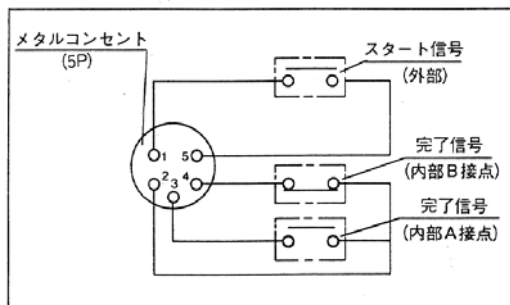 メタルコンセント
(5P)
スタート信号
(外部)
1 5
2 3 4
完了信号
(内部B接点)
完了信号
(内部A接点)